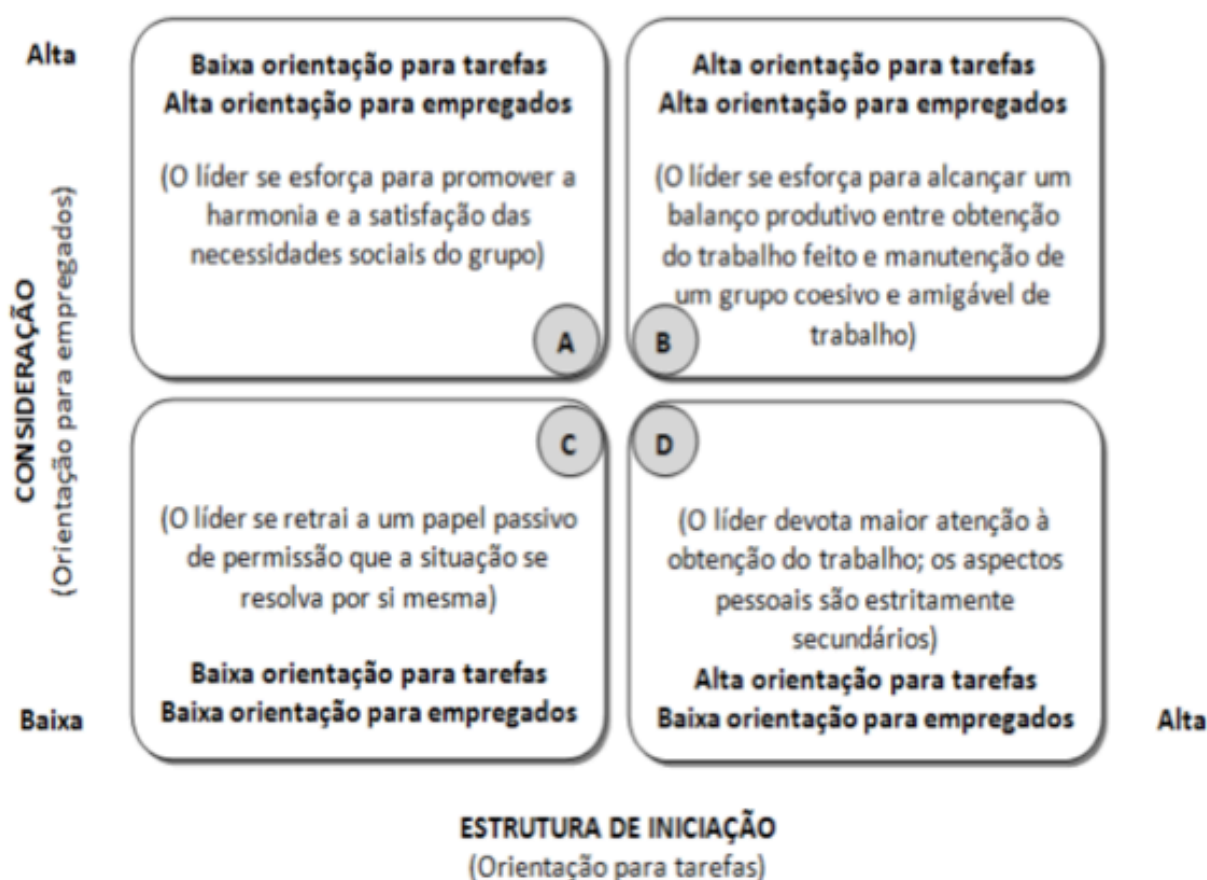 Alta
Baixa orientação para tarefas
Alta orientação para empregados
(O líder se esforça para promover a
harmonia e a satisfação das
necessidades sociais do grupo)
A
Alta orientação para tarefas
Alta orientação para empregados
(O líder se esforça para alcançar um
balanço produtivo entre obtenção
do trabalho feito e manutenção de
um grupo coesivo e amigável de
trabalho)
B
CONSIDERAÇÃO
(Orientação para empregados)
C
(O líder se retrai a um papel passivo
de permissão que a situação se
resolva por si mesma)
Baixa orientação para tarefas
Baixa orientação para empregados
D
(O líder devota maior atenção à
obtenção do trabalho; os aspectos
pessoais são estritamente
secundários)
Alta orientação para tarefas
Baixa orientação para empregados
Baixa
Alta
ESTRUTURA DE INICIAÇÃO
(Orientação para tarefas)